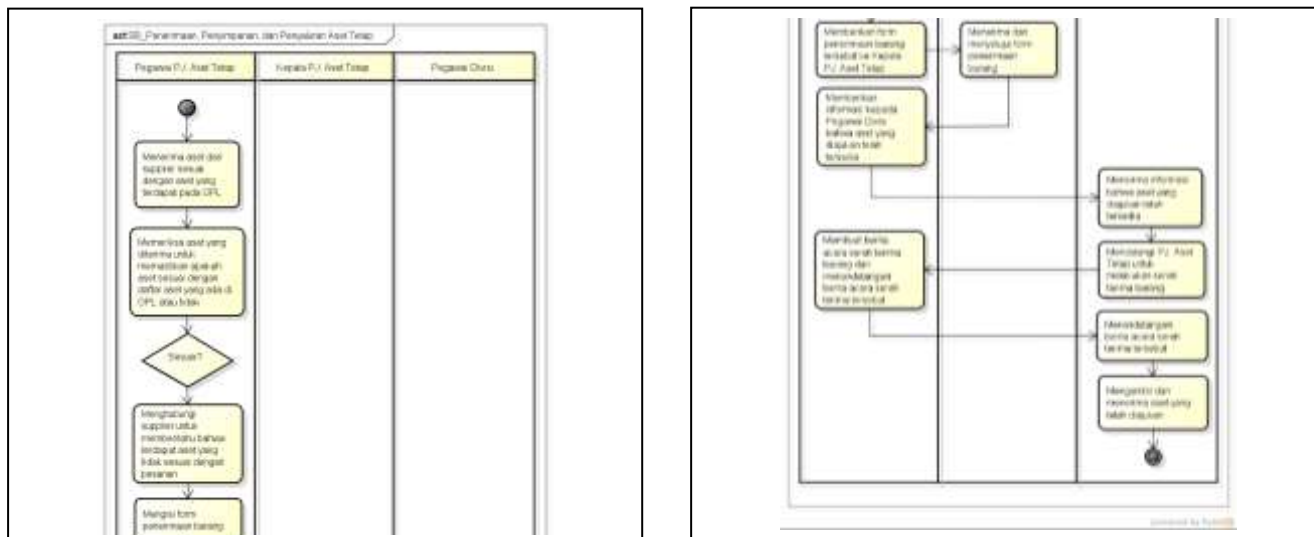 act SB_Penerimaan, Penyimpanan, dan Penyaluran Aset Tetap
Pegawai PJ. Aset Tetap
Kepala PJ. Aset Tetap
Pegawai Divisi
Menerima aset dari
supplier sesuai
dengan aset yang
terdapat pada OPL
Memeriksa aset yang
diterima untuk
memastikan apakah
aset sesuai dengan
daftar aset yang ada di
OPL atau tidak
Sesuai?
Menghubungi
supplier untuk
memberitahu bahwa
terdapat aset yang
tidak sesuai dengan
pesanan
Mengisi form
penerimaan barang
Memberikan form
penerimaan barang
tersebut ke Kepala
PJ. Aset Tetap
Menerima dan
menyetujui form
penerimaan
barang
Memberikan
informasi kepada
Pegawai Divisi
bahwa aset yang
diajukan telah
tersedia
Menerima informasi
bahwa aset yang
diajukan telah
tersedia
Mendatangi PJ. Aset
Tetap untuk
melakukan serah
terima barang
Membuat berita
acara serah terima
barang dan
menandatangani
berita acara serah
terima tersebut
Menandatangani
berita acara serah
terima tersebut
Mengambil dan
menerima aset yang
telah diajukan
powered by